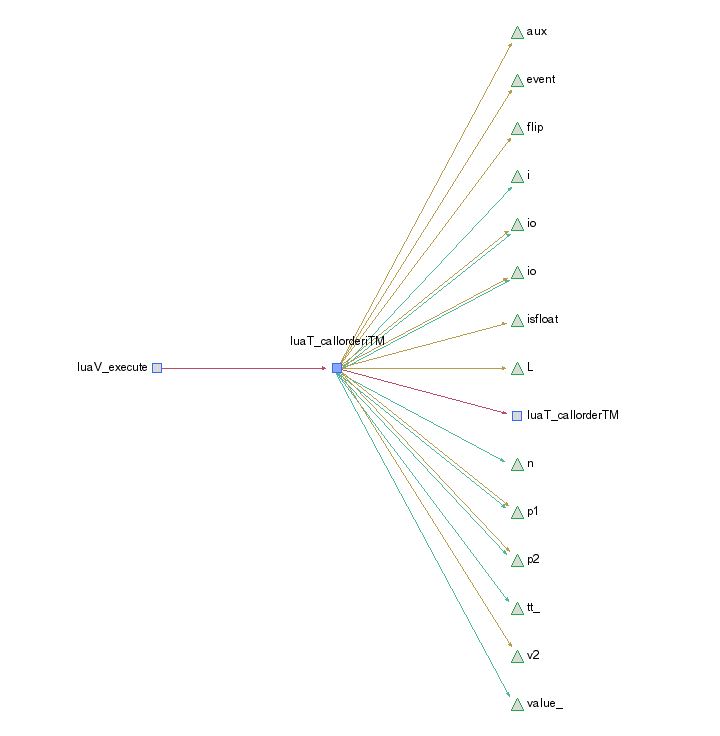 aux
event
flip
i
io
io
isfloat
luaT_callorderiTM
luaV_execute
L
luaT_callorderTM
n
p1
p2
tt_
v2
value_